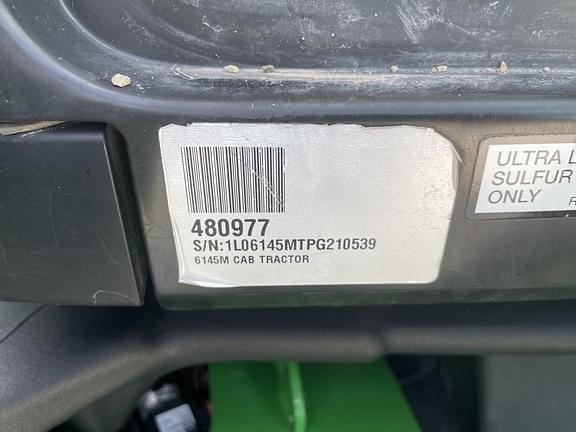 480977
S/N:1L06145MTPG210539
6145M CAB TRACTOR
ULTRA L
SULFUR
ONLY
R